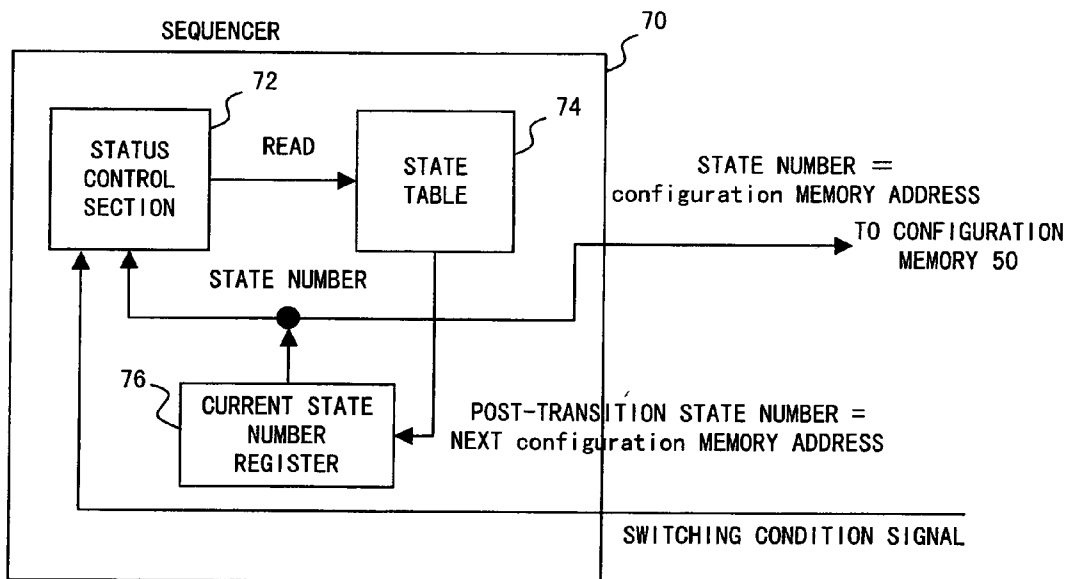 SEQUENCER
70
72
STATUS
CONTROL
SECTION
READ
74
STATE
TABLE
STATE NUMBER =
configuration MEMORY ADDRESS
TO CONFIGURATION
MEMORY 50
STATE NUMBER
76
CURRENT STATE
NUMBER
REGISTER
POST-TRANSITION STATE NUMBER =
NEXT configuration MEMORY ADDRESS
SWITCHING CONDITION SIGNAL